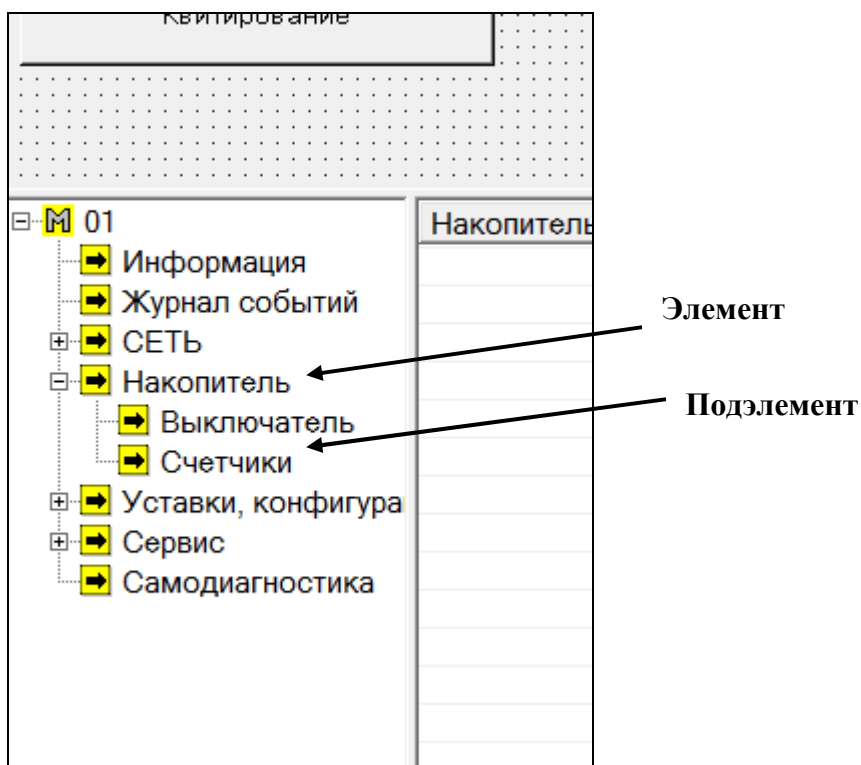 Квитирование
М 01
Накопитель
Информация
Журнал событий
СЕТЬ
Накопитель
Выключатель
Счетчики
Уставки, конфигура
Сервис
Самодиагностика
Элемент
Подэлемент